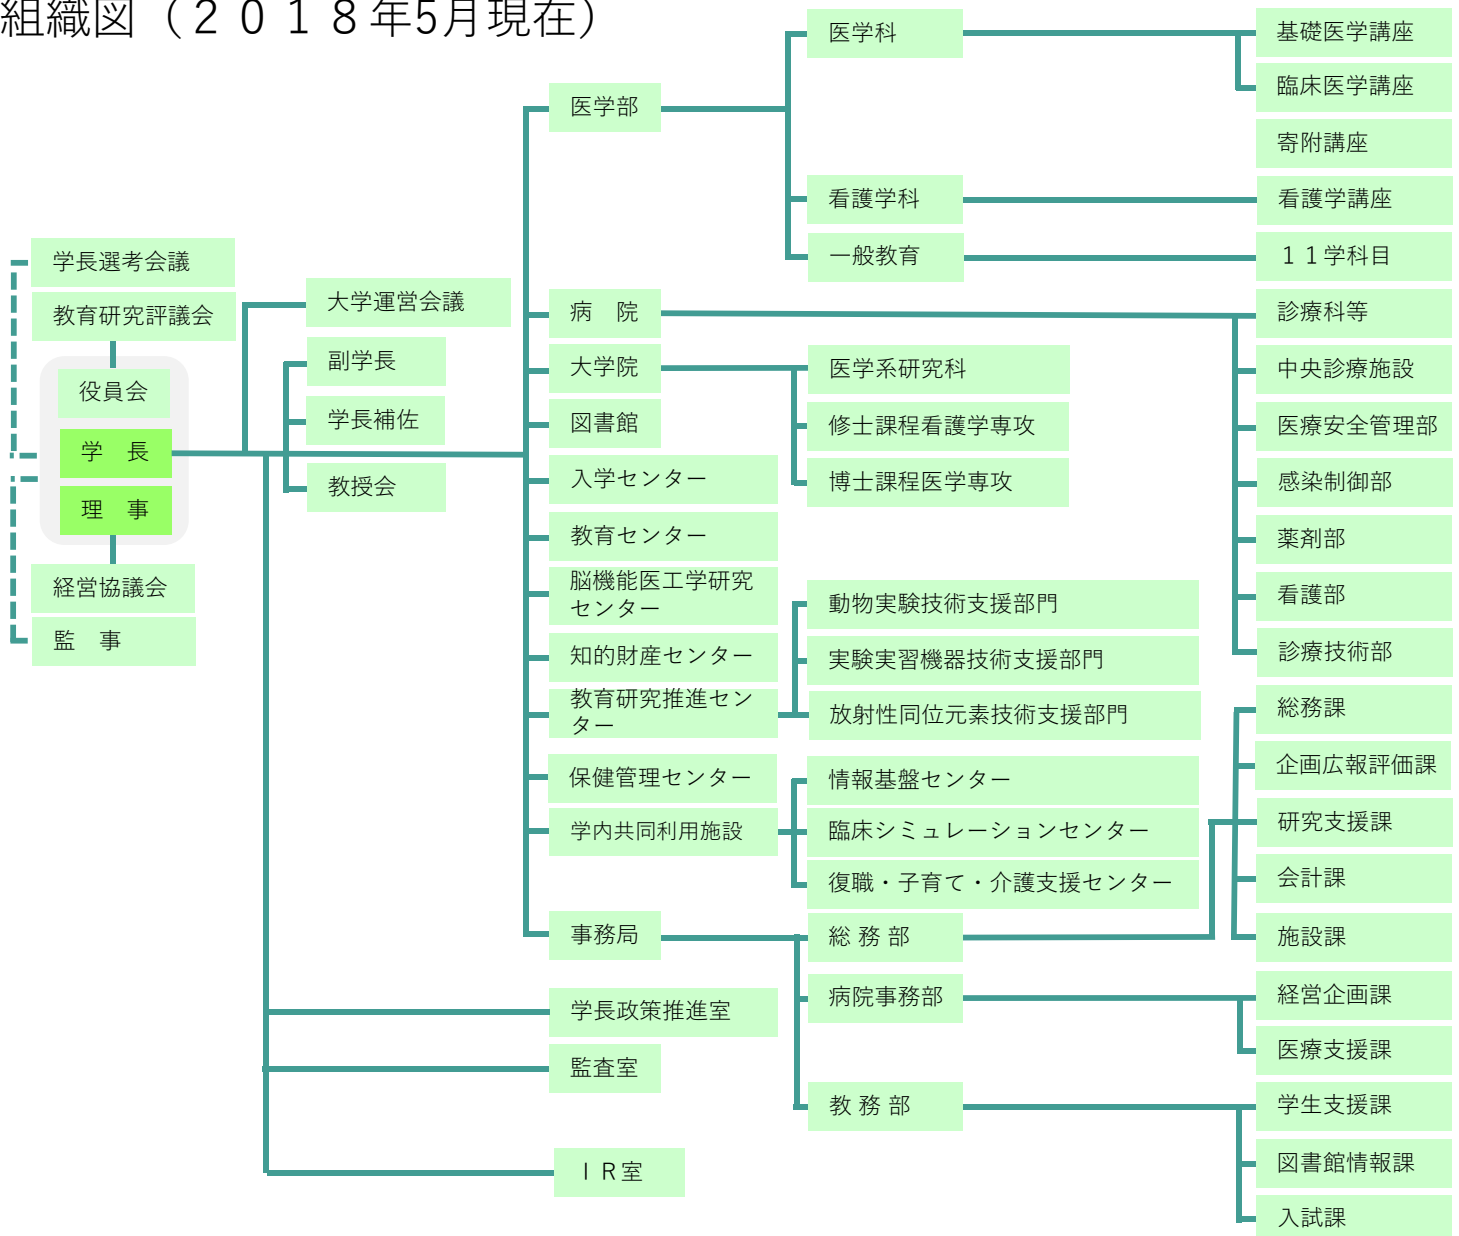 組織図（２０１８年5月現在）
学長選考会議
教育研究評議会
役員会
学　長
理　事
経営協議会
監　事
大学運営会議
副学長
学長補佐
教授会
医学部
病　院
大学院
図書館
入学センター
教育センター
脳機能医工学研究
センター
知的財産センター
教育研究推進セン
ター
保健管理センター
学内共同利用施設
事務局
学長政策推進室
監査室
ＩＲ室
医学科
看護学科
一般教育
医学系研究科
修士課程看護学専攻
博士課程医学専攻
動物実験技術支援部門
実験実習機器技術支援部門
放射性同位元素技術支援部門
情報基盤センター
臨床シミュレーションセンター
復職・子育て・介護支援センター
総 務 部
病院事務部
教 務 部
基礎医学講座
臨床医学講座
寄附講座
看護学講座
１１学科目
診療科等
中央診療施設
医療安全管理部
感染制御部
薬剤部
看護部
診療技術部
総務課
企画広報評価課
研究支援課
会計課
施設課
経営企画課
医療支援課
学生支援課
図書館情報課
入試課